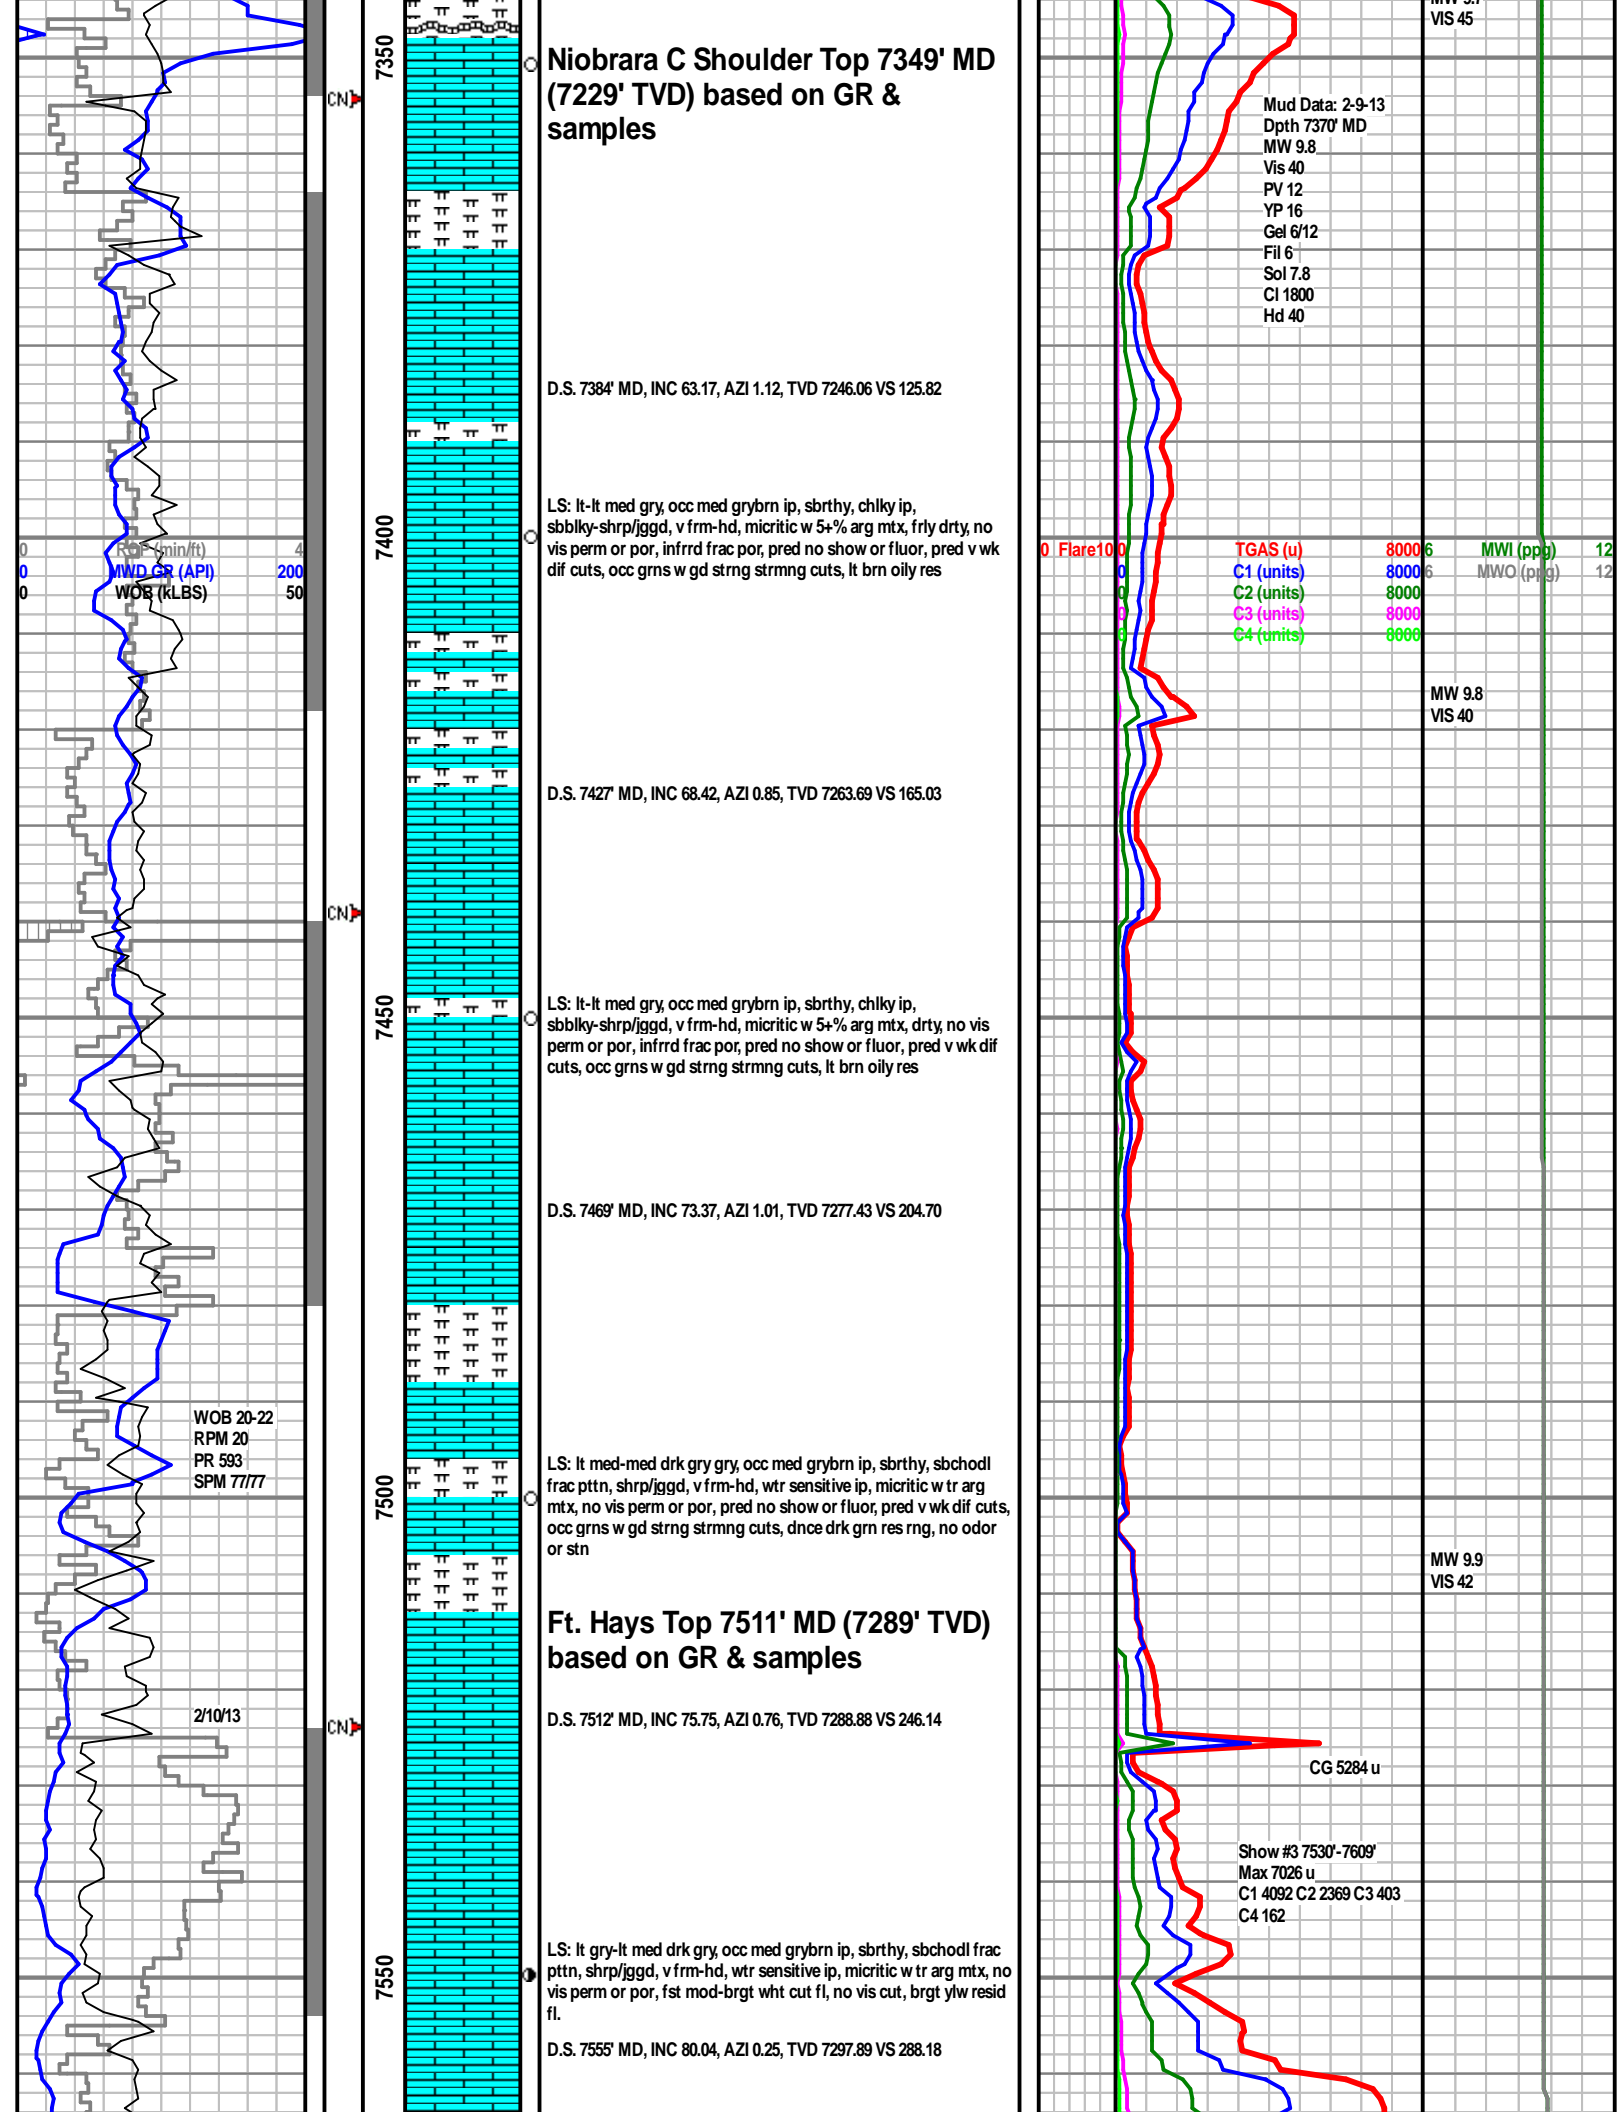 MW 9.7
VIS 45
7350
CN
Niobrara C Shoulder Top 7349' MD
(7229' TVD) based on GR &
samples
Mud Data: 2-9-13
Dpth 7370' MD
MW 9.8
Vis 40
PV 12
YP 16
Gel 6/12
Fil 6
Sol 7.8
Cl 1800
Hd 40
D.S. 7384' MD, INC 63.17, AZI 1.12, TVD 7246.06 VS 125.82
7400
LS: lt-lt med gry, occ med grybrn ip, sbrthy, chlky ip,
sbblky-shrp/jggd, v frm-hd, micritic w 5+% arg mtx, frly drty, no
vis perm or por, infrrd frac por, pred no show or fluor, pred v wk
dif cuts, occ grns w gd strng strmng cuts, lt brn oily res
0 ROP (min/ft) 4
0 MWD GR (API) 200
0 WOB (kLBS) 50
0 Flare 10
0 TGAS (u) 8000
0 C1 (units) 8000
0 C2 (units) 8000
0 C3 (units) 8000
0 C4 (units) 8000
6 MWI (ppg) 12
6 MWO (ppg) 12
MW 9.8
VIS 40
D.S. 7427' MD, INC 68.42, AZI 0.85, TVD 7263.69 VS 165.03
CN
7450
LS: lt-lt med gry, occ med grybrn ip, sbrthy, chlky ip,
sbblky-shrp/jggd, v frm-hd, micritic w 5+% arg mtx, drty, no vis
perm or por, infrrd frac por, pred no show or fluor, pred v wk dif
cuts, occ grns w gd strng strmng cuts, lt brn oily res
D.S. 7469' MD, INC 73.37, AZI 1.01, TVD 7277.43 VS 204.70
WOB 20-22
RPM 20
PR 593
SPM 77/77
7500
LS: lt med-med drk gry gry, occ med grybrn ip, sbrthy, sbchodl
frac pttn, shrp/jggd, v frm-hd, wtr sensitive ip, micritic w tr arg
mtx, no vis perm or por, pred no show or fluor, pred v wk dif cuts,
occ grns w gd strng strmng cuts, dnce drk grn res rng, no odor
or stn
MW 9.9
VIS 42
Ft. Hays Top 7511' MD (7289' TVD)
based on GR & samples
2/10/13
CN
D.S. 7512' MD, INC 75.75, AZI 0.76, TVD 7288.88 VS 246.14
CG 5284 u
Show #3 7530'-7609'
Max 7026 u
C1 4092 C2 2369 C3 403
C4 162
7550
LS: lt gry-lt med drk gry, occ med grybrn ip, sbrthy, sbchodl frac
pttn, shrp/jggd, v frm-hd, wtr sensitive ip, micritic w tr arg mtx, no
vis perm or por, fst mod-brgt wht cut fl, no vis cut, brgt ylw resid
fl.
D.S. 7555' MD, INC 80.04, AZI 0.25, TVD 7297.89 VS 288.18